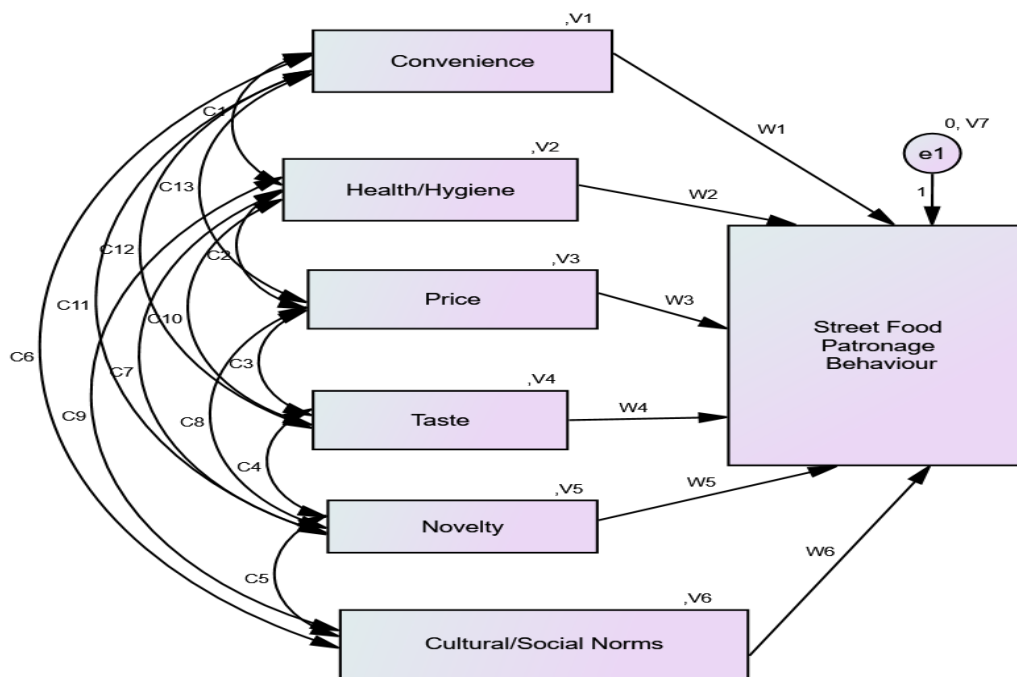 ,V1
Convenience
C1
W1
0, V7
e1
1
,V2
Health/Hygiene
W2
C13
C12
C2
,V3
Price
W3
Street Food
Patronage
Behaviour
C11
C10
C6
C7
C3
,V4
Taste
W4
C9
C8
C4
,V5
Novelty
W5
C5
W6
,V6
Cultural/Social Norms